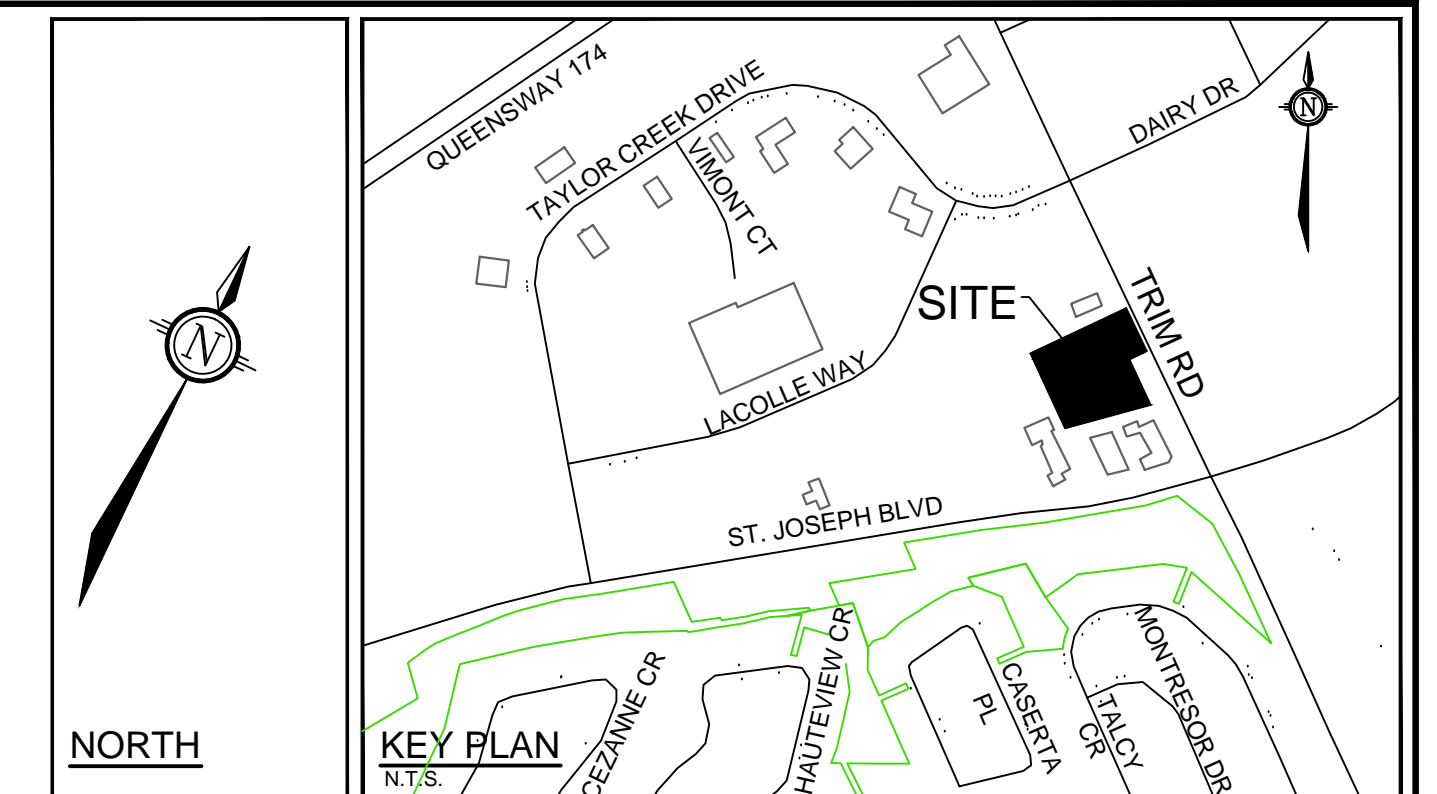 QUEENSWAY 174
TAYLOR CREEK DRIVE
VIMONT CT
DAIRY DR
N
SITE
TRIM RD
N
LACOLLE WAY
ST. JOSEPH BLVD
CEZANNE CR
HAUTEVIEW CR
CASERTA
PL
TALCY
CR
MONTRESOR DR
NORTH
KEY PLAN
N.T.S.